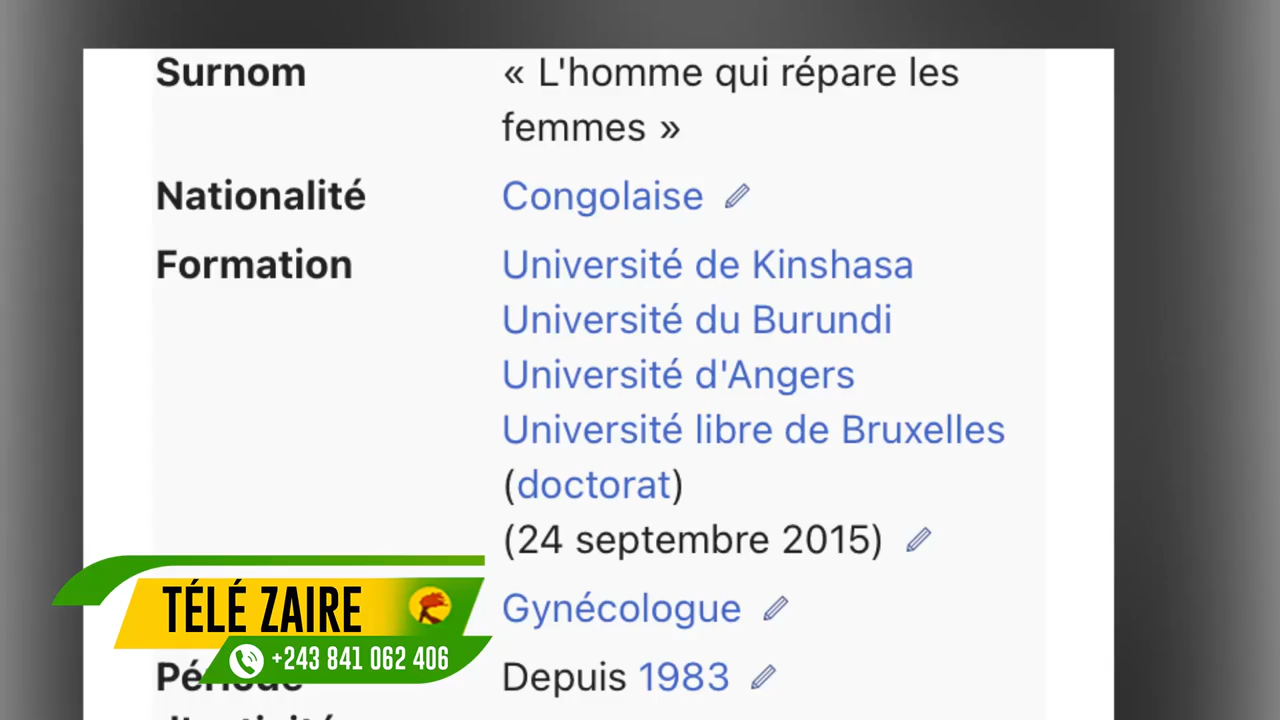 Surnom « L'homme qui répare les
femmes »
Nationalité Congolaise
Formation Université de Kinshasa
Université du Burundi
Université d'Angers
Université libre de Bruxelles
(doctorat)
(24 septembre 2015)
Gynécologue
Depuis 1983
TÉLÉ ZAIRE
+243 841 062 406